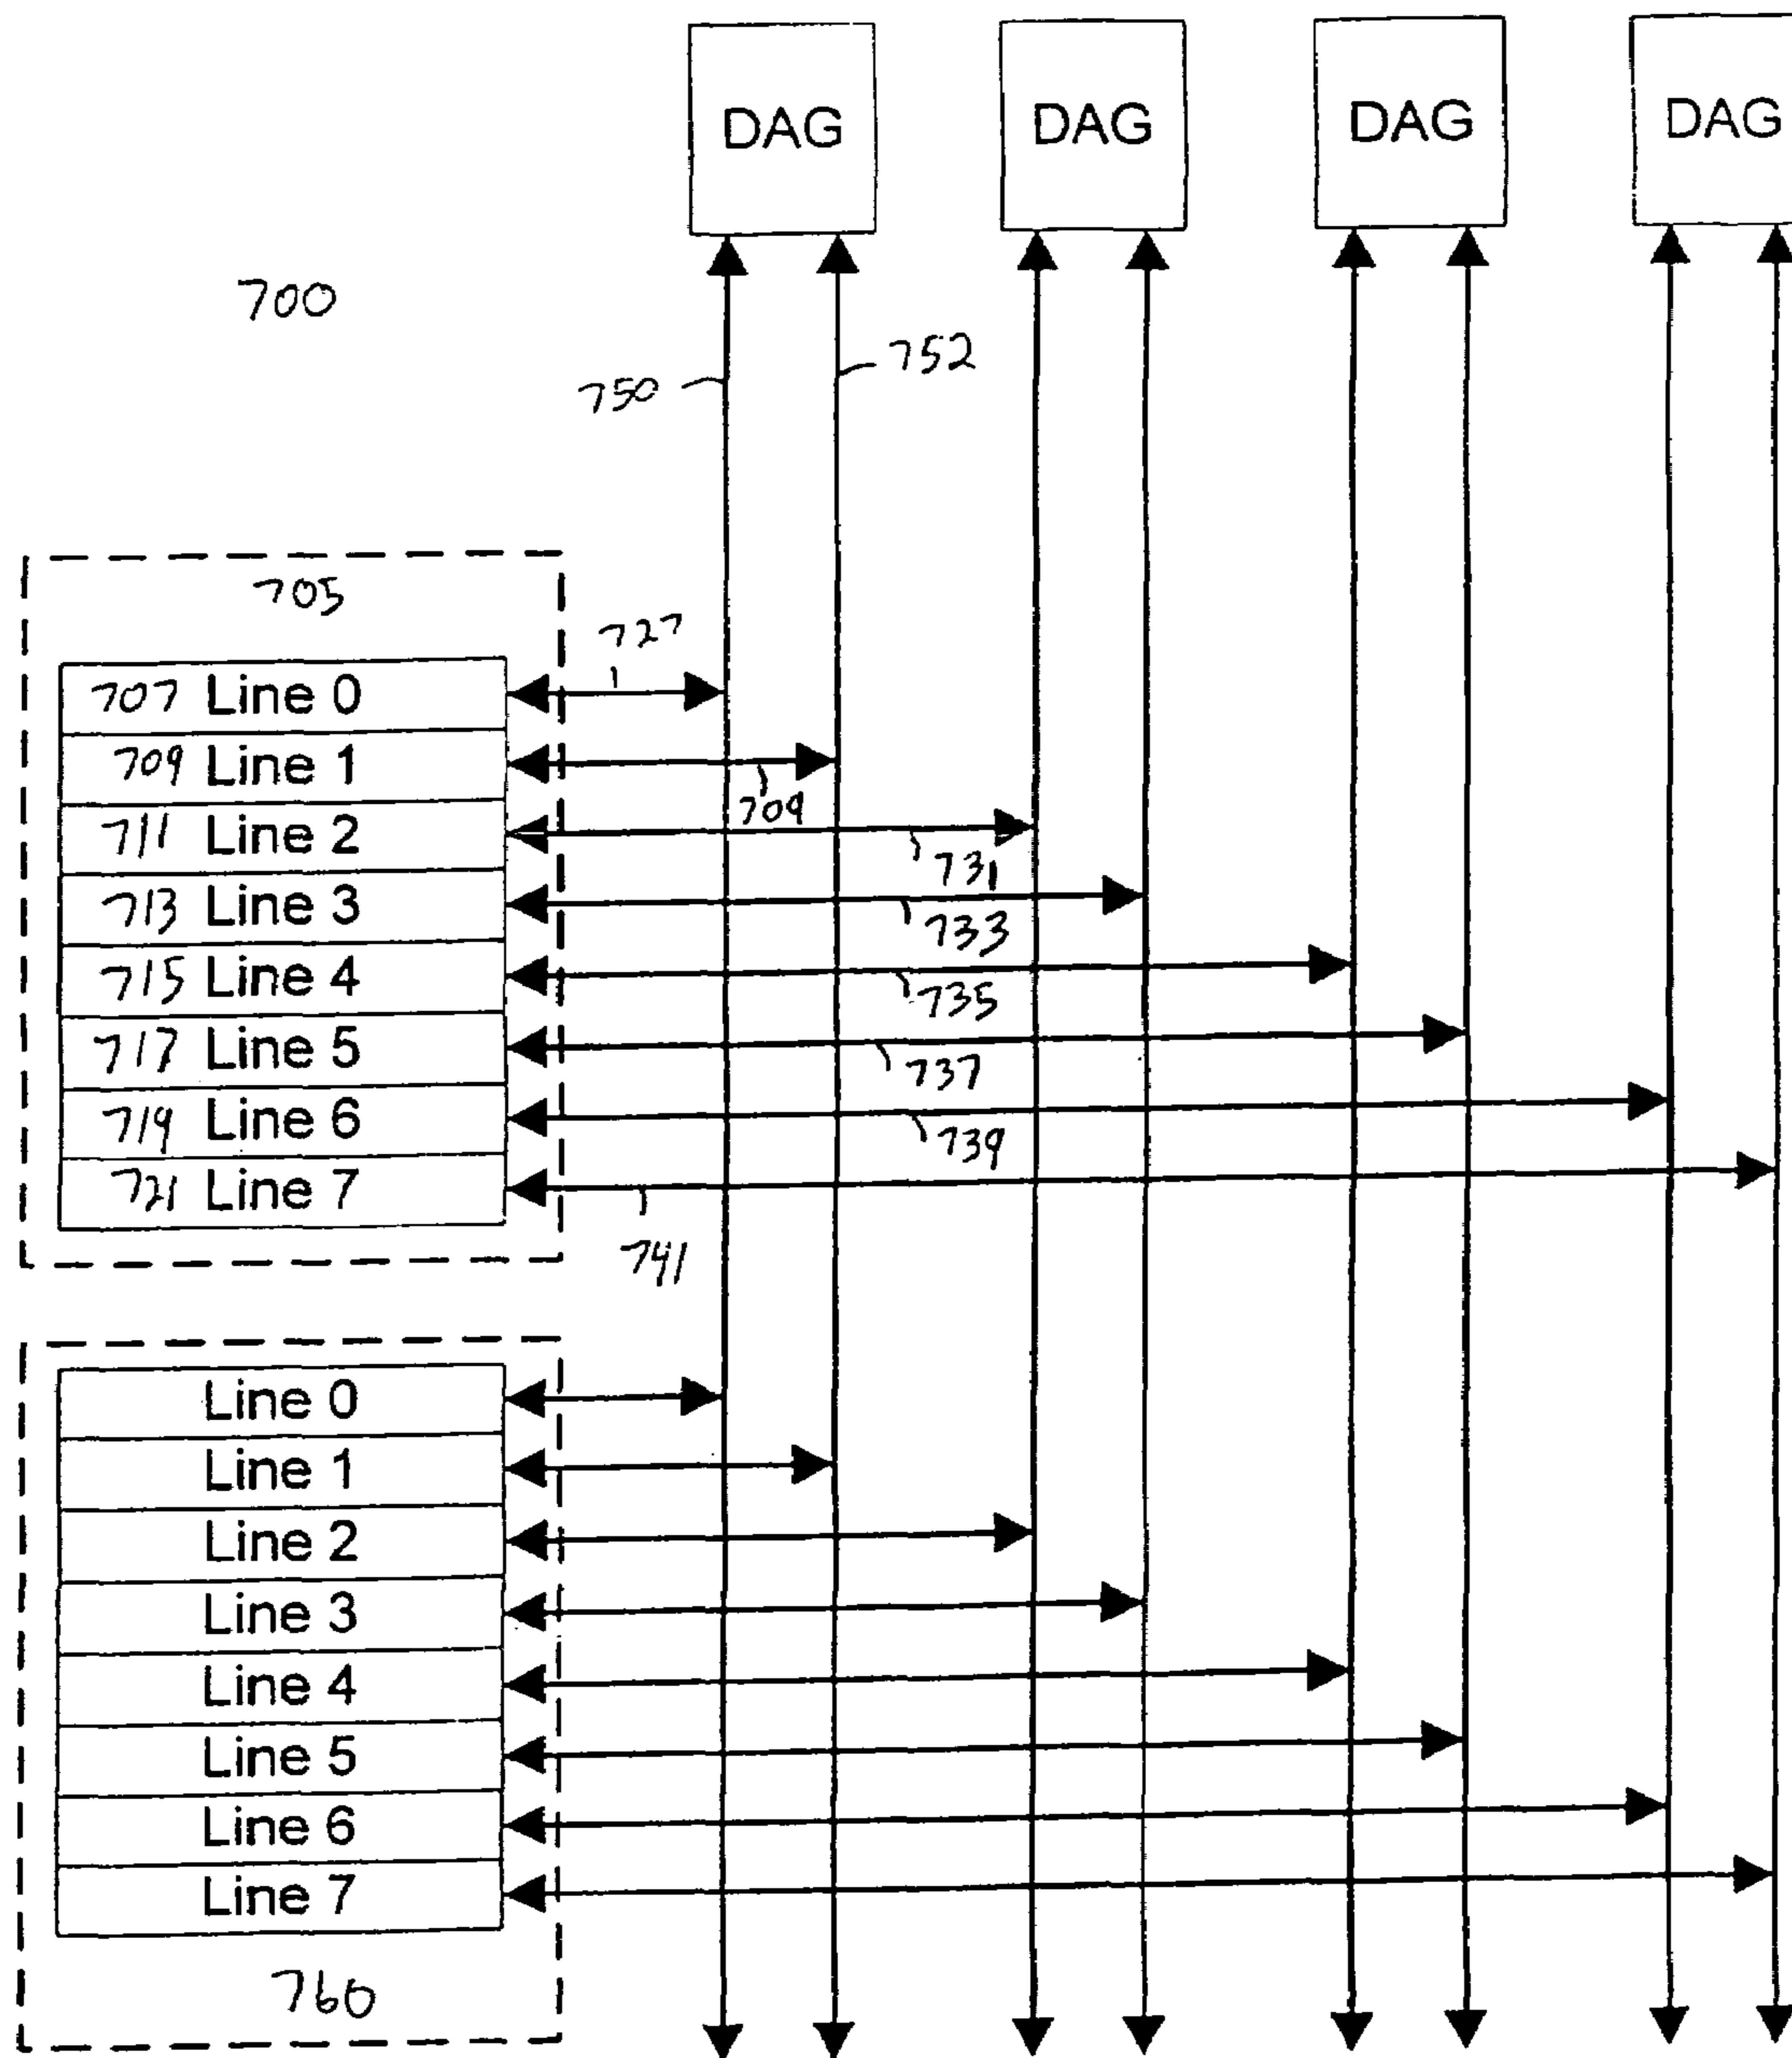 DAG DAG DAG DAG
700
752
750
705
727
707 Line 0
709 Line 1
709
711 Line 2
731
713 Line 3
733
715 Line 4
735
717 Line 5
737
719 Line 6
739
721 Line 7
741
Line 0
Line 1
Line 2
Line 3
Line 4
Line 5
Line 6
Line 7
760